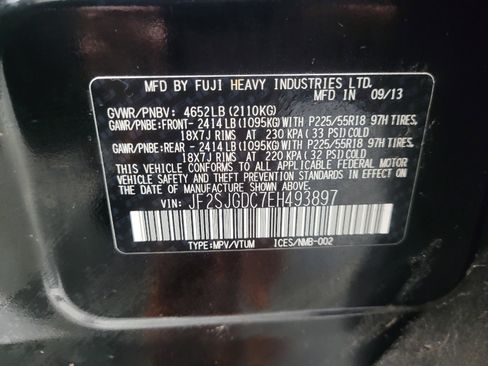 MFD BY FUJI HEAVY INDUSTRIES LTD.
MFD IN 09/13
GVWR/PNBV: 4652LB (2110KG)
GAWR/PNBE:FRONT- 2414LB (1095KG)WITH P225/55R18 97H TIRES,
18X7J RIMS AT 230 KPA (33 PSI)COLD
GAWR/PNBE:REAR - 2414LB (1095KG)WITH P225/55R18 97H TIRES,
18X7J RIMS AT 220 KPA (32 PSI)COLD
THIS VEHICLE CONFORMS TO ALL APPLICABLE FEDERAL MOTOR
VEHICLE SAFETY AND THEFT PREVENTION STANDARDS IN EFFECT ON
THE DATE OF MANUFACTURE SHOWN ABOVE.
VIN: JF2SJGDC7EH493897
TYPE:MPV/VTUM ICES/NMB-002